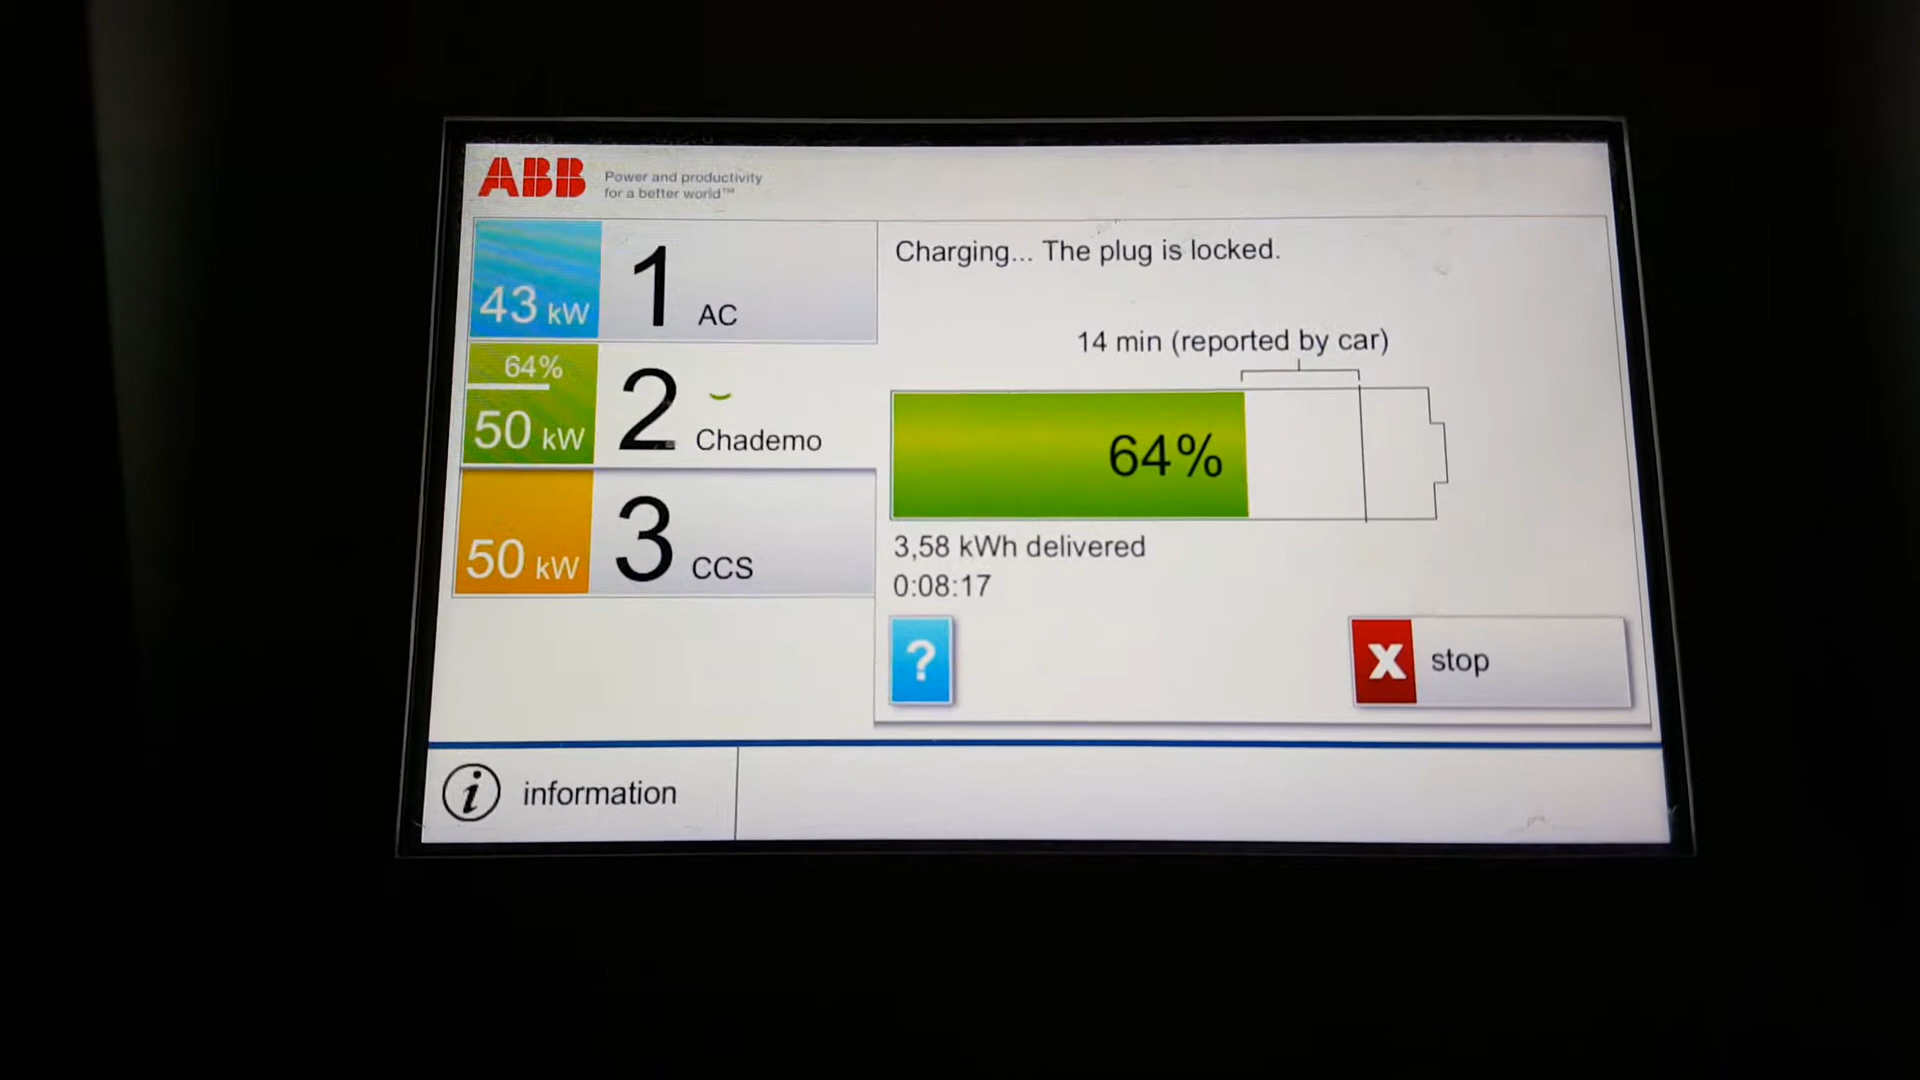 ABB
Power and productivity
for a better world™
43 kW
1 AC
64%
50 kW
2 Chademo
50 kW
3 CCS
Charging... The plug is locked.
14 min (reported by car)
64%
3,58 kWh delivered
0:08:17
?
X stop
i information